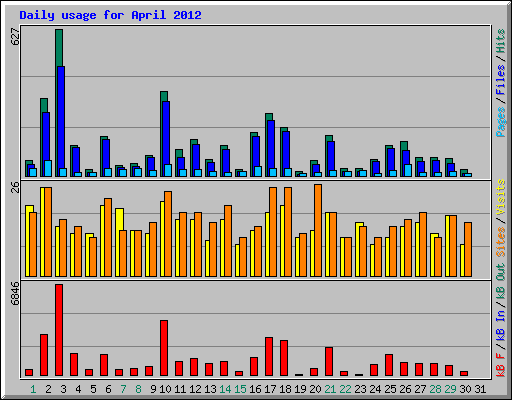 Daily usage for April 2012
627
Pages / Files / Hits
26
Sites / Visits
6846
kB F / kB In / kB Out
1 2 3 4 5 6 7 8 9 10 11 12 13 14 15 16 17 18 19 20 21 22 23 24 25 26 27 28 29 30 31